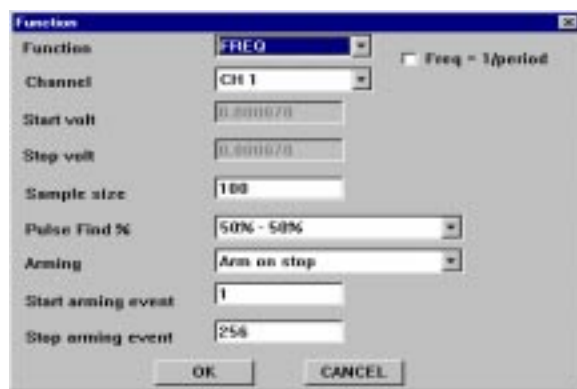 Function
Function FREQ
Freq = 1/period
Channel CH 1
Start volt 0.000070
Stop volt 0.000070
Sample size 100
Pulse Find % 50% - 50%
Arming Arm on stop
Start arming event 1
Stop arming event 256
OK CANCEL